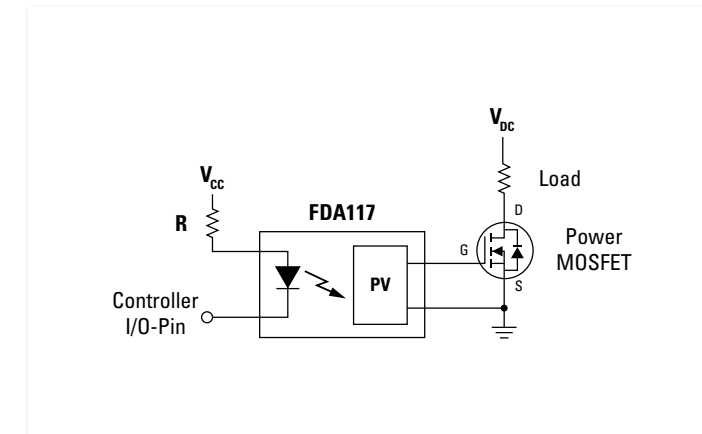 V_DC
Load
D
V_CC
R
FDA117
G
Power
MOSFET
PV
S
Controller
I/O-Pin